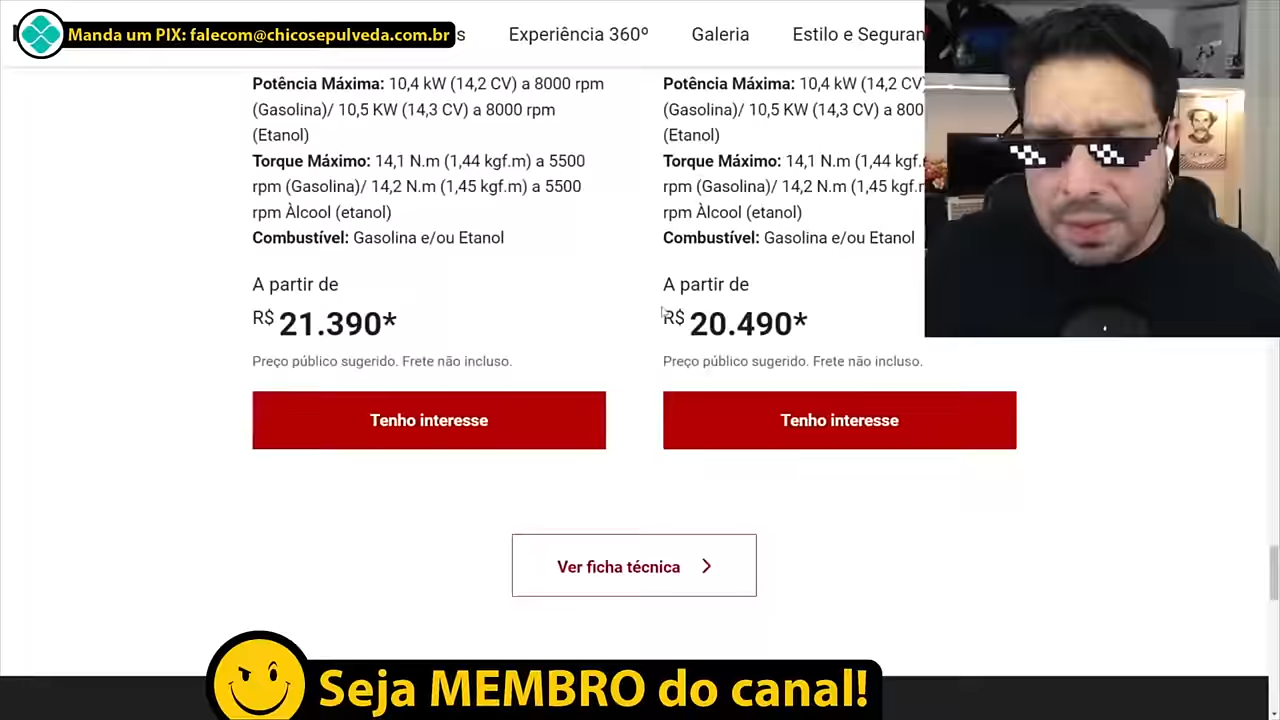 Manda um PIX: falecom@chicosepulveda.com.br
s
Experiência 360º
Galeria
Estilo e Seguran
Potência Máxima: 10,4 kW (14,2 CV) a 8000 rpm
(Gasolina)/ 10,5 KW (14,3 CV) a 8000 rpm
(Etanol)
Torque Máximo: 14,1 N.m (1,44 kgf.m) a 5500
rpm (Gasolina)/ 14,2 N.m (1,45 kgf.m) a 5500
rpm Àlcool (etanol)
Combustível: Gasolina e/ou Etanol
A partir de
R$ 21.390*
Preço público sugerido. Frete não incluso.
Tenho interesse
Potência Máxima: 10,4 kW (14,2 CV)
(Gasolina)/ 10,5 KW (14,3 CV) a 800
(Etanol)
Torque Máximo: 14,1 N.m (1,44 kgf.
rpm (Gasolina)/ 14,2 N.m (1,45 kgf.r
rpm Àlcool (etanol)
Combustível: Gasolina e/ou Etanol
A partir de
R$ 20.490*
Preço público sugerido. Frete não incluso.
Tenho interesse
Ver ficha técnica
Seja MEMBRO do canal!